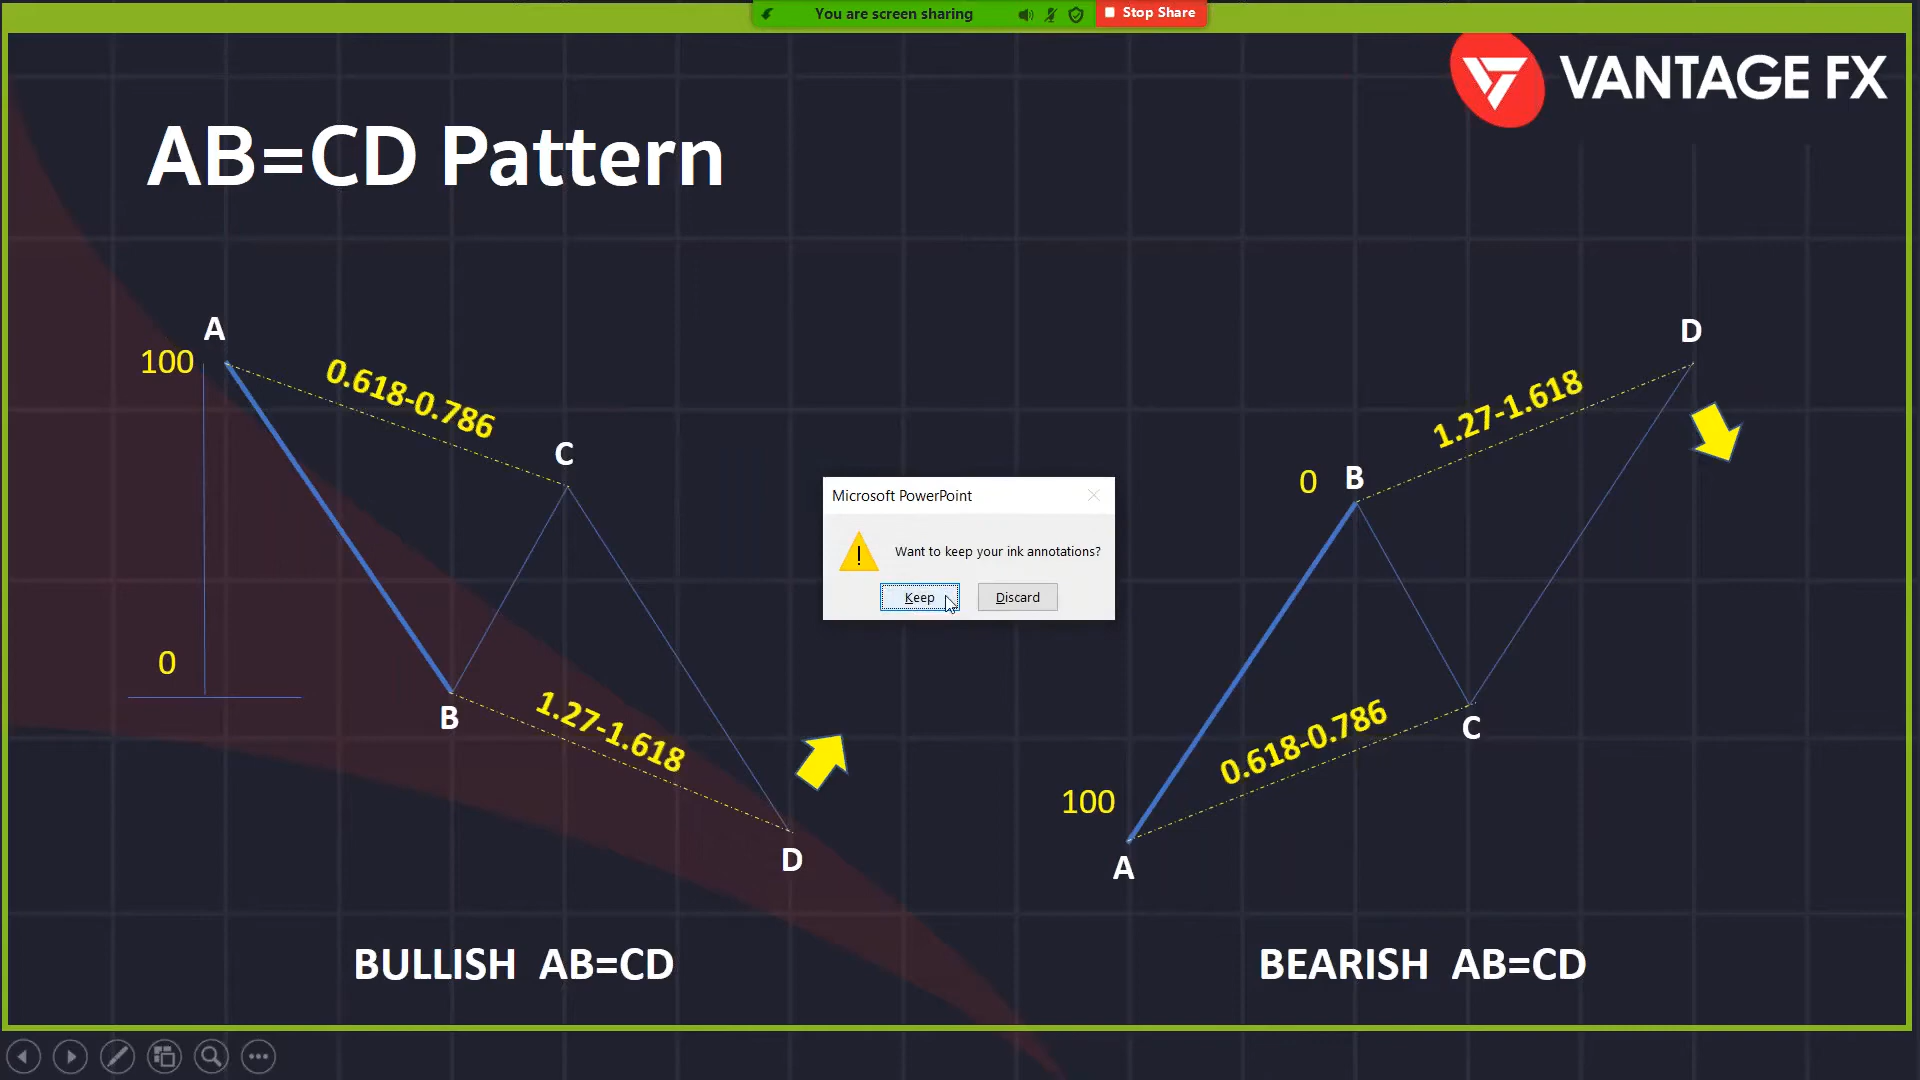 You are screen sharing
Stop Share
VANTAGE FX
AB=CD Pattern
A
100
0.618-0.786
C
0
B
1.27-1.618
D
BULLISH AB=CD
Microsoft PowerPoint
Want to keep your ink annotations?
Keep
Discard
D
1.27-1.618
0
B
0.618-0.786
C
100
A
BEARISH AB=CD